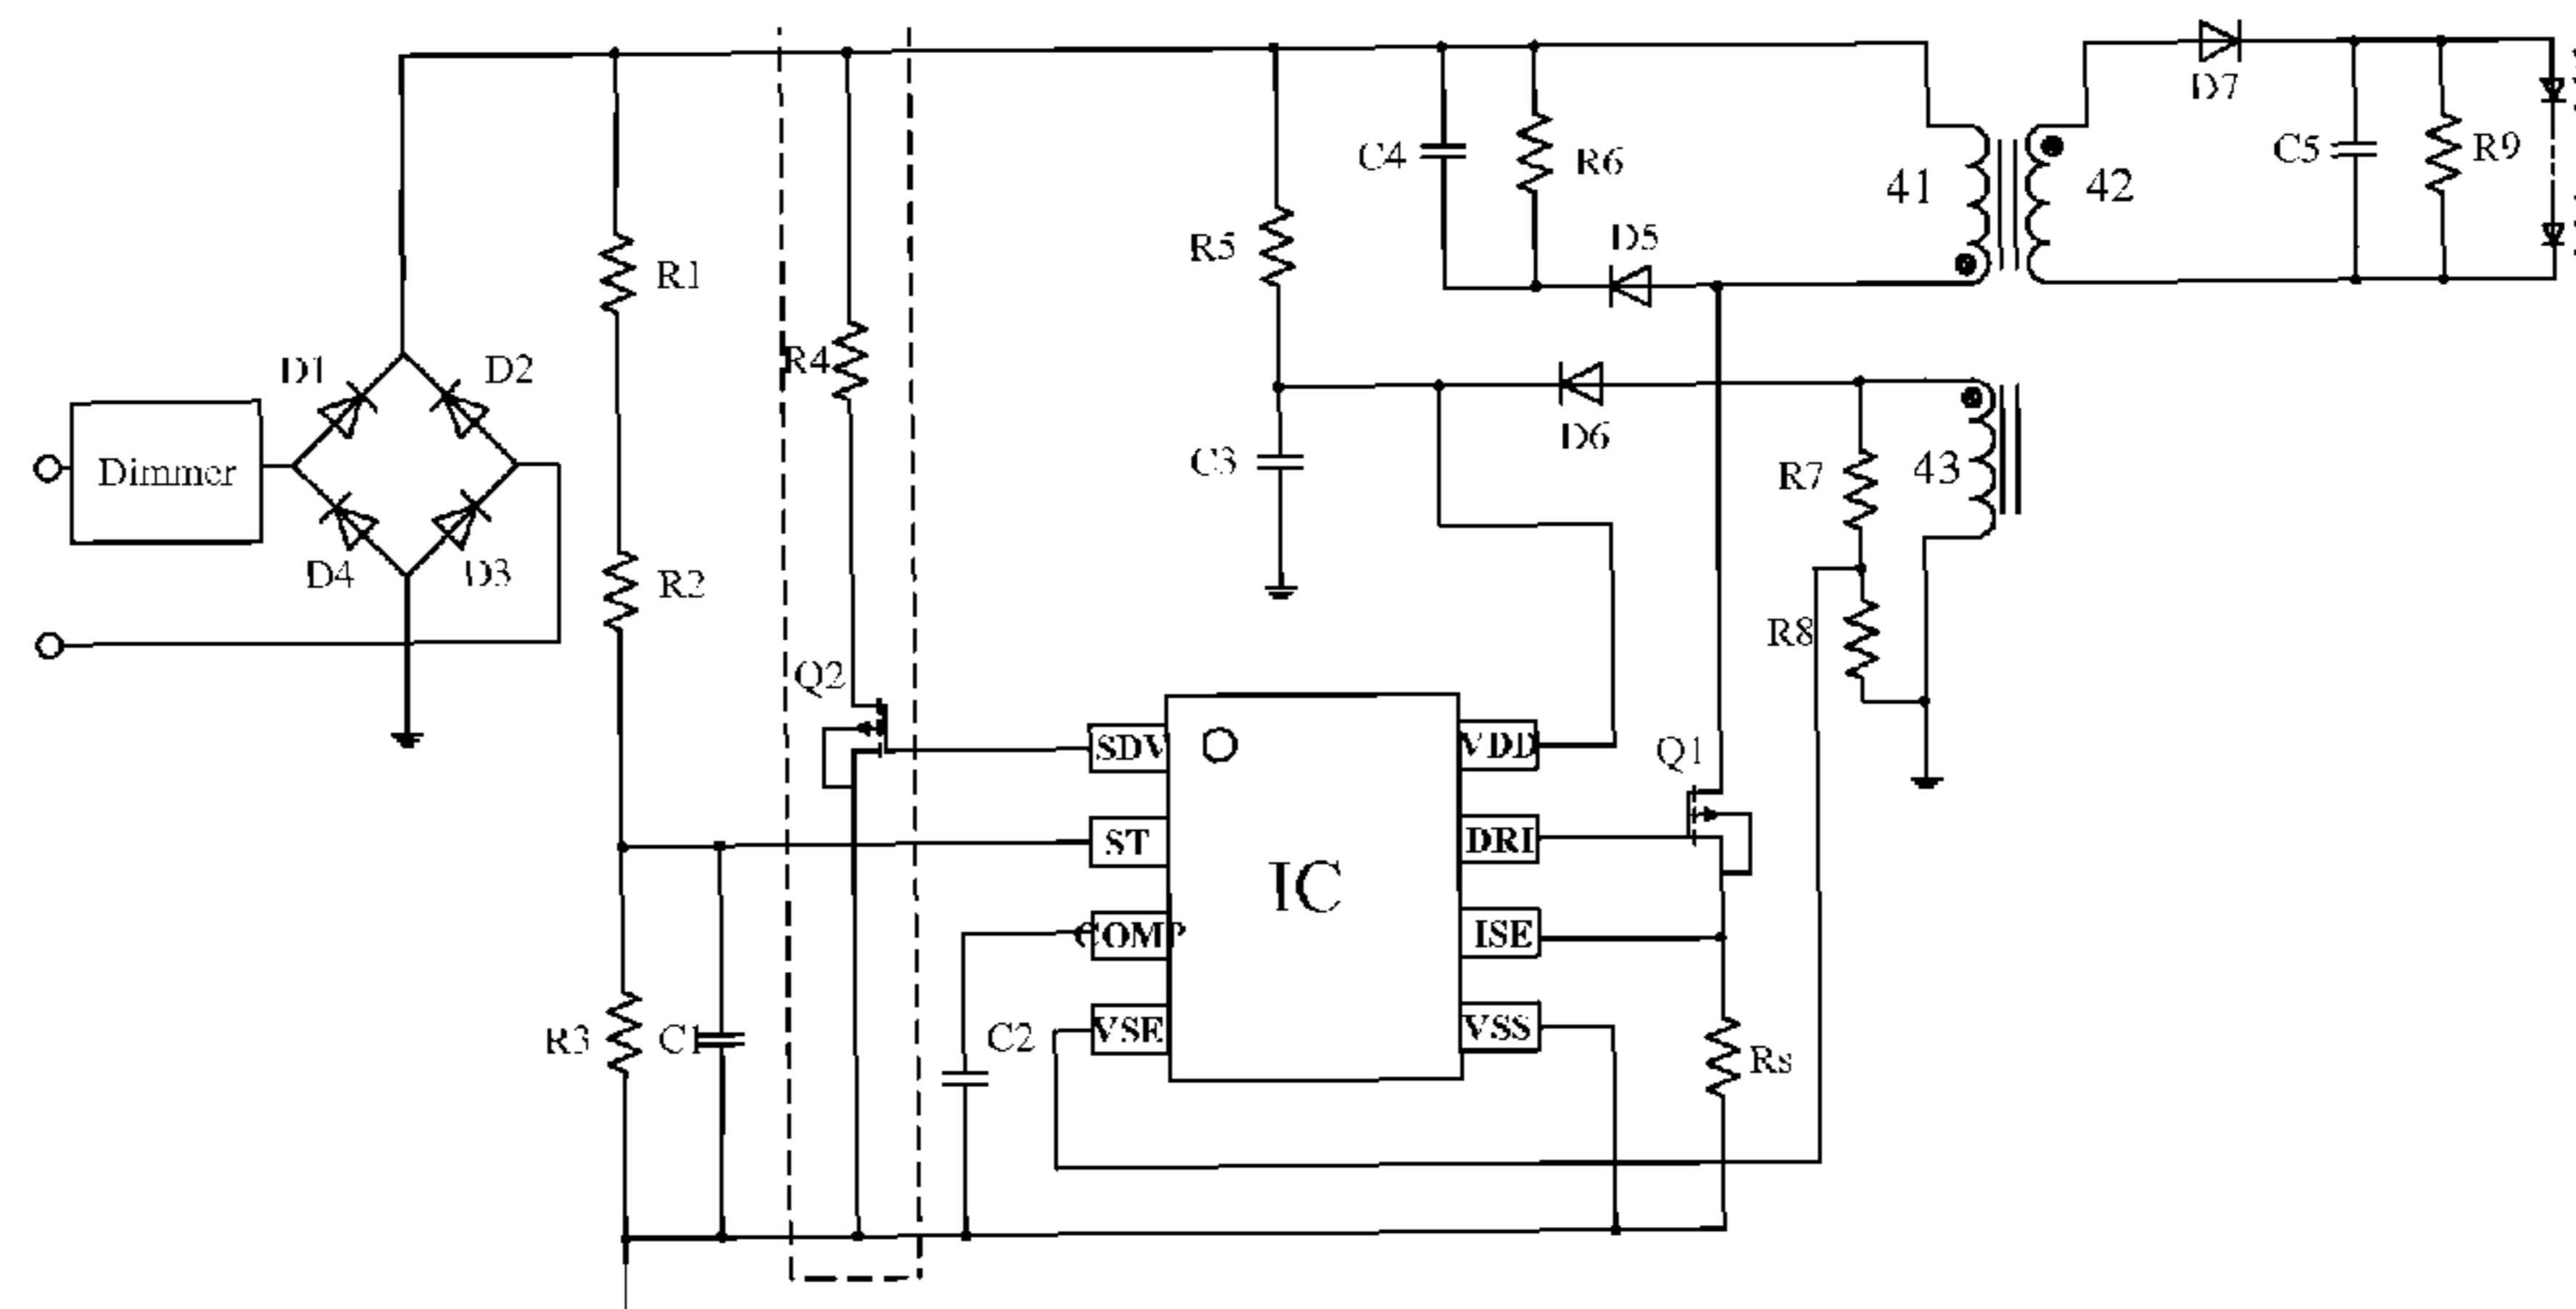 D7
C4
R6
41
42
C5
R9
R5
D5
R1
D1
D2
R4
Dimmer
D6
C3
R7
43
D4
D3
R2
R8
Q2
SDV
VDD
Q1
ST
DRI
IC
COMP
ISE
R3
C1
VSE
C2
VSS
Rs